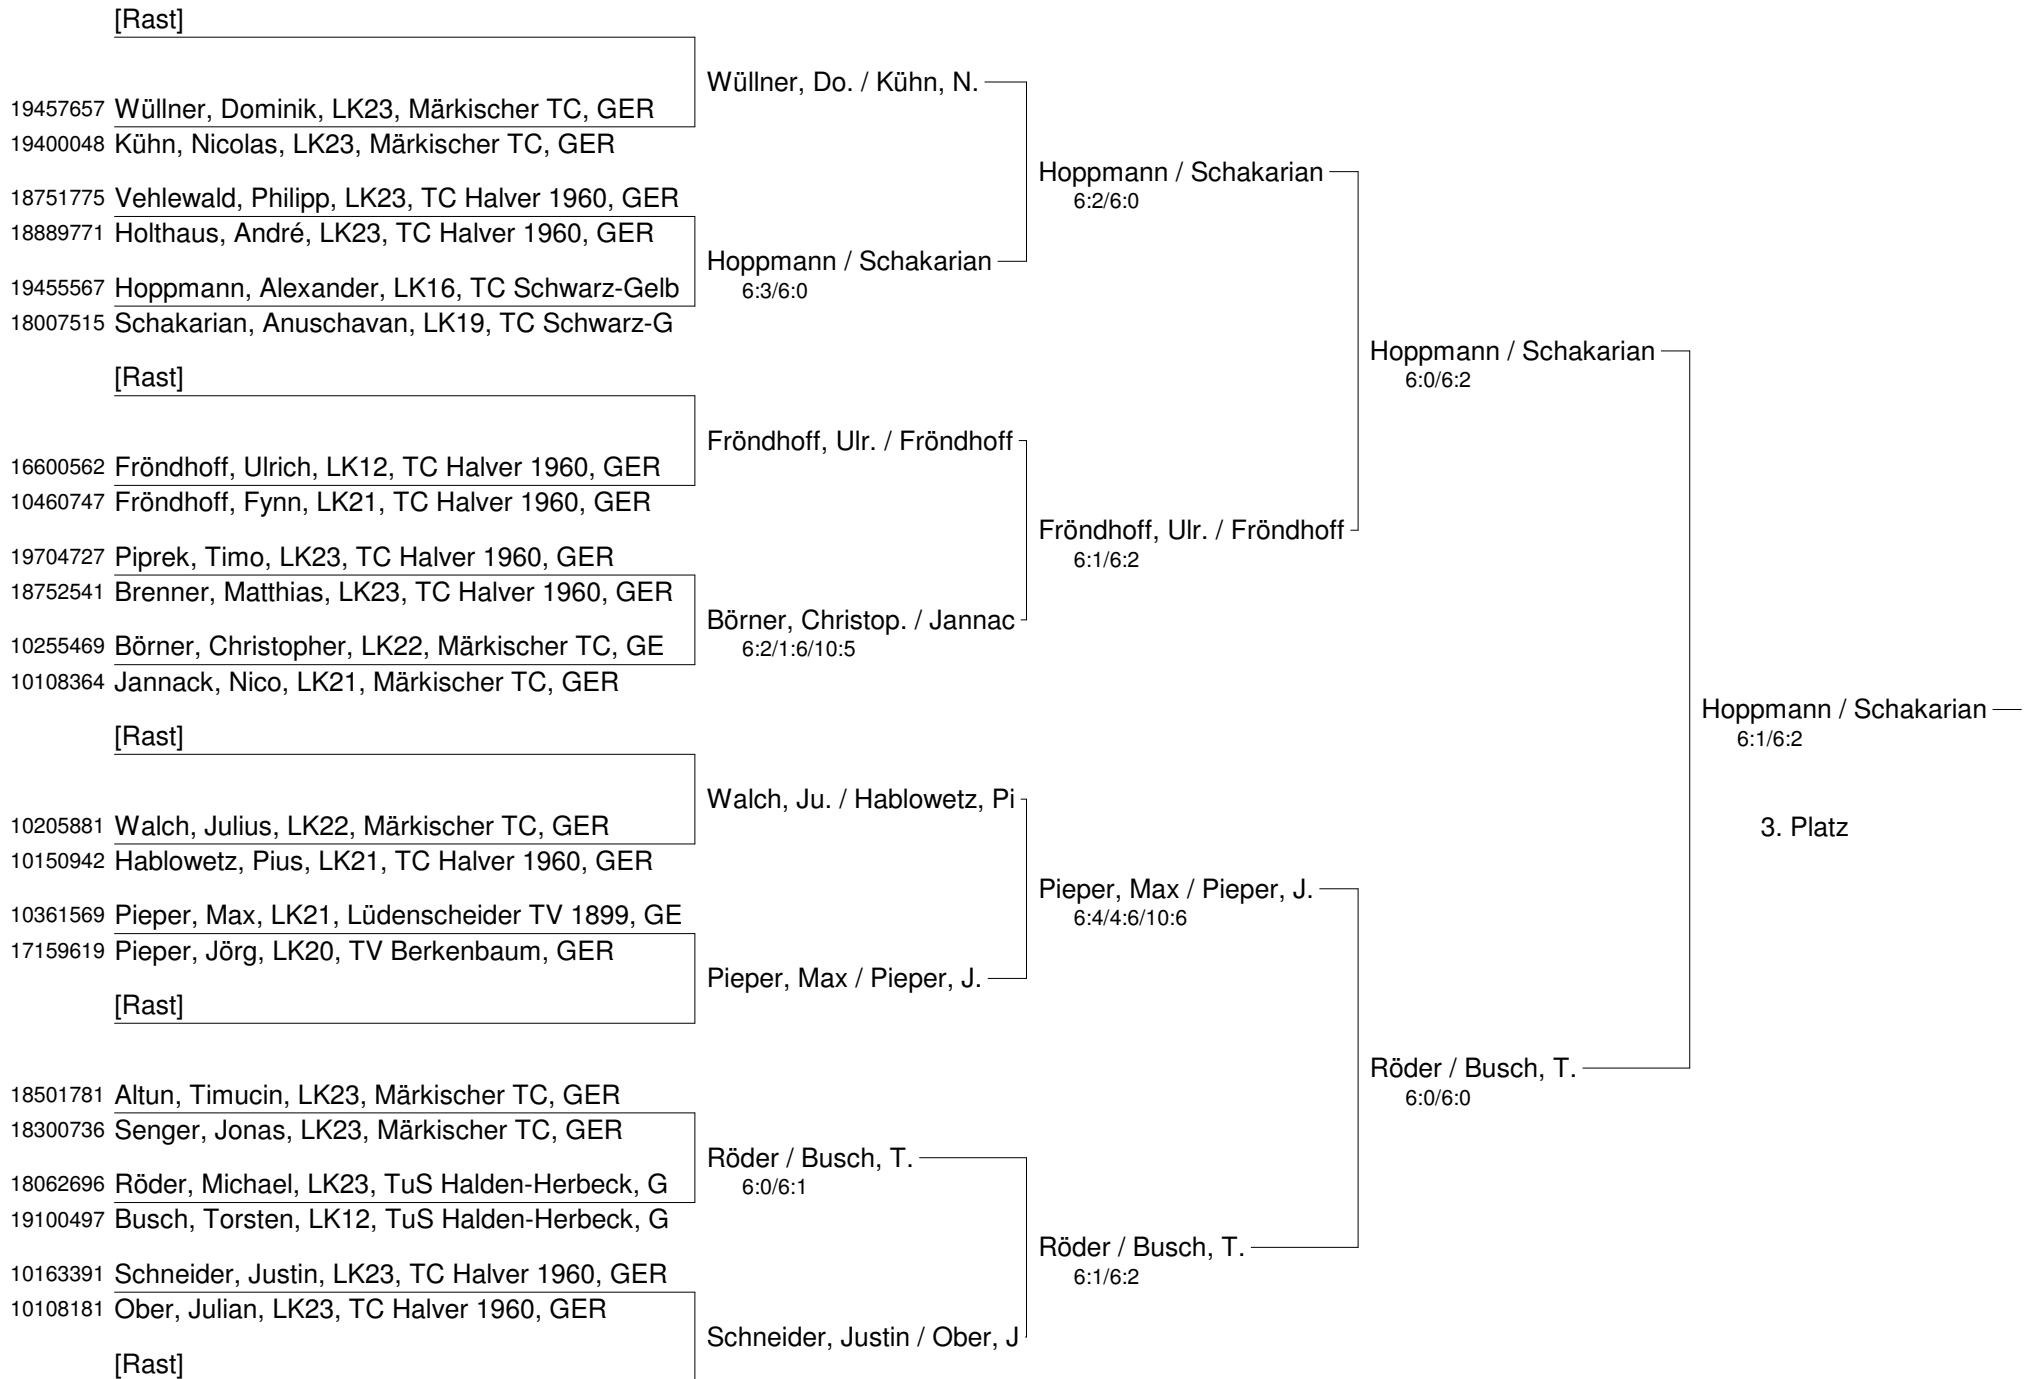 [Rast]
Wüllner, Do. / Kühn, N.
19457657 Wüllner, Dominik, LK23, Märkischer TC, GER
19400048 Kühn, Nicolas, LK23, Märkischer TC, GER
Hoppmann / Schakarian
6:2/6:0
18751775 Vehlewald, Philipp, LK23, TC Halver 1960, GER
18889771 Holthaus, André, LK23, TC Halver 1960, GER
Hoppmann / Schakarian
6:3/6:0
19455567 Hoppmann, Alexander, LK16, TC Schwarz-Gelb
18007515 Schakarian, Anuschavan, LK19, TC Schwarz-G
Hoppmann / Schakarian
6:0/6:2
[Rast]
Fröndhoff, Ulr. / Fröndhoff
16600562 Fröndhoff, Ulrich, LK12, TC Halver 1960, GER
10460747 Fröndhoff, Fynn, LK21, TC Halver 1960, GER
Fröndhoff, Ulr. / Fröndhoff
6:1/6:2
19704727 Piprek, Timo, LK23, TC Halver 1960, GER
18752541 Brenner, Matthias, LK23, TC Halver 1960, GER
Börner, Christop. / Jannac
6:2/1:6/10:5
10255469 Börner, Christopher, LK22, Märkischer TC, GE
10108364 Jannack, Nico, LK21, Märkischer TC, GER
Hoppmann / Schakarian
6:1/6:2
[Rast]
Walch, Ju. / Hablowetz, Pi
3. Platz
10205881 Walch, Julius, LK22, Märkischer TC, GER
10150942 Hablowetz, Pius, LK21, TC Halver 1960, GER
Pieper, Max / Pieper, J.
6:4/4:6/10:6
10361569 Pieper, Max, LK21, Lüdenscheider TV 1899, GE
17159619 Pieper, Jörg, LK20, TV Berkenbaum, GER
Pieper, Max / Pieper, J.
[Rast]
Röder / Busch, T.
6:0/6:0
18501781 Altun, Timucin, LK23, Märkischer TC, GER
18300736 Senger, Jonas, LK23, Märkischer TC, GER
Röder / Busch, T.
6:0/6:1
18062696 Röder, Michael, LK23, TuS Halden-Herbeck, G
19100497 Busch, Torsten, LK12, TuS Halden-Herbeck, G
Röder / Busch, T.
6:1/6:2
10163391 Schneider, Justin, LK23, TC Halver 1960, GER
10108181 Ober, Julian, LK23, TC Halver 1960, GER
Schneider, Justin / Ober, J
[Rast]